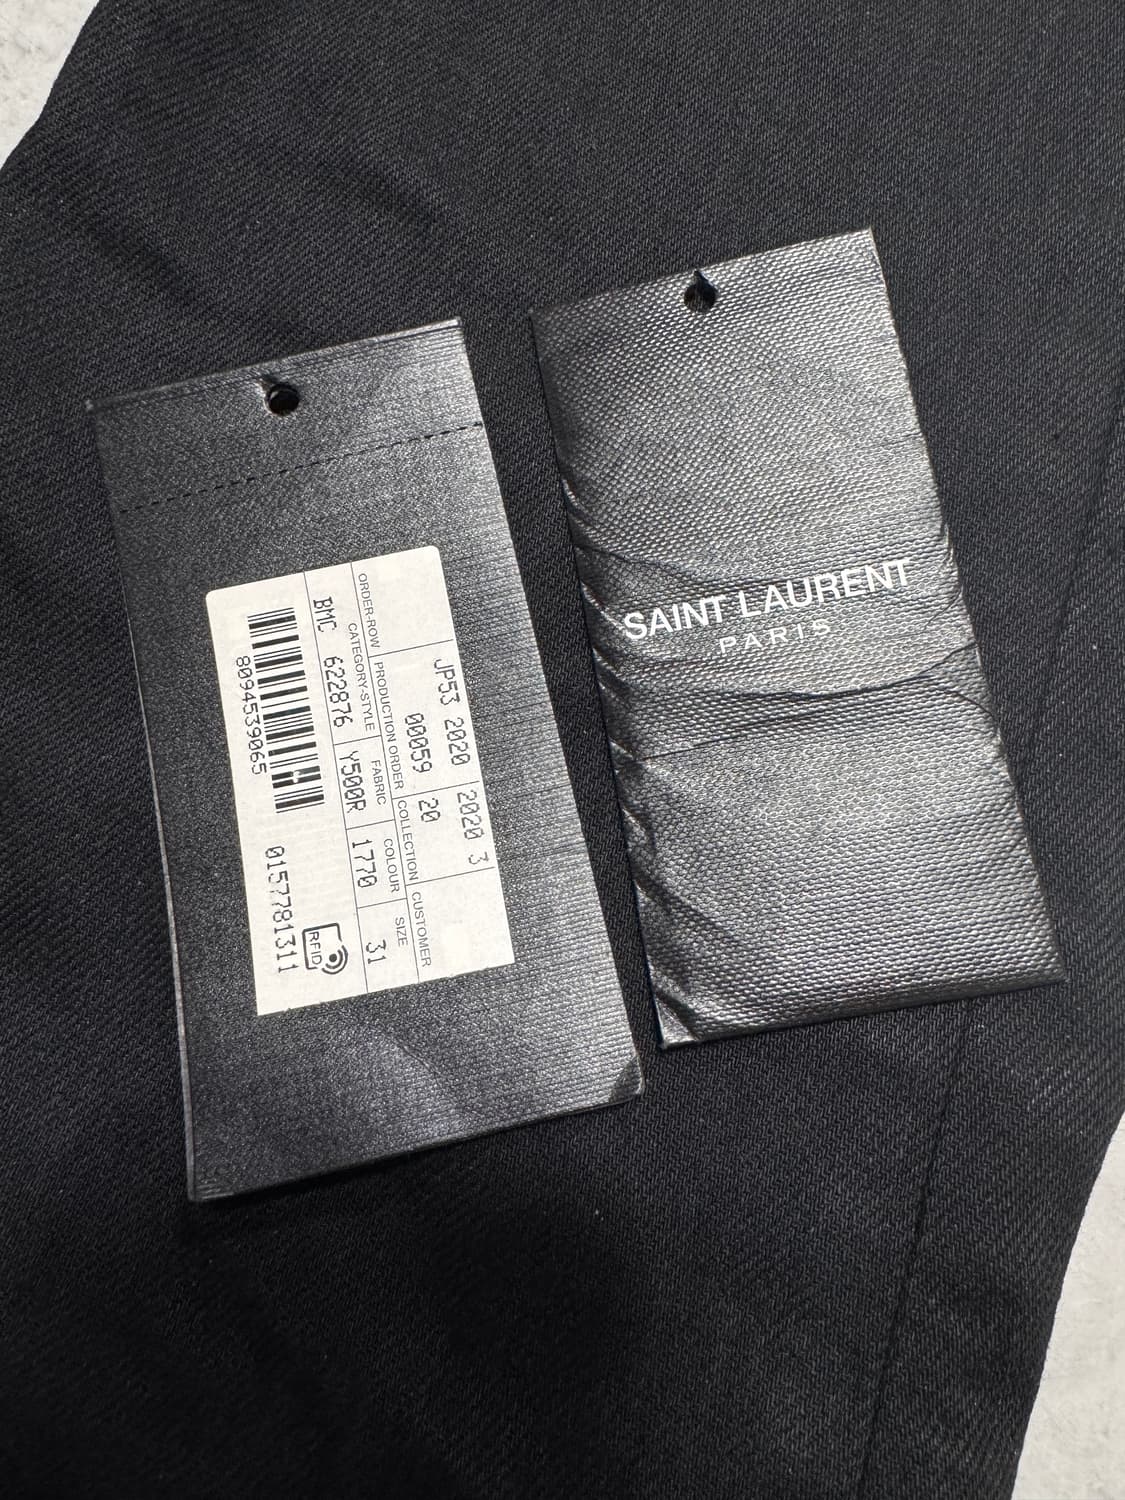 JP53 2020 2020 3
00059 20
ORDER-ROW PRODUCTION ORDER COLLECTION CUSTOMER
CATEGORY-STYLE FABRIC COLOUR SIZE
BMC 622876 Y500R 1770 31
8094539065 0157781311
RFID
SAINT LAURENT
PARIS